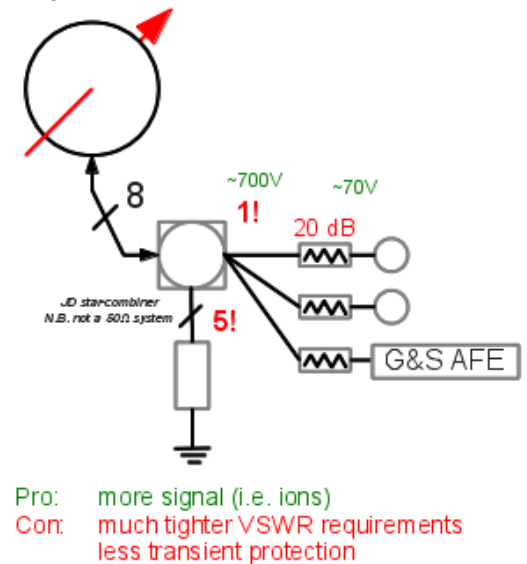 8
~700V
~70V
1!
20 dB
JD star-combiner
N.B. not a 50Ω system
5!
G&S AFE
Pro: more signal (i.e. ions)
Con: much tighter VSWR requirements
less transient protection